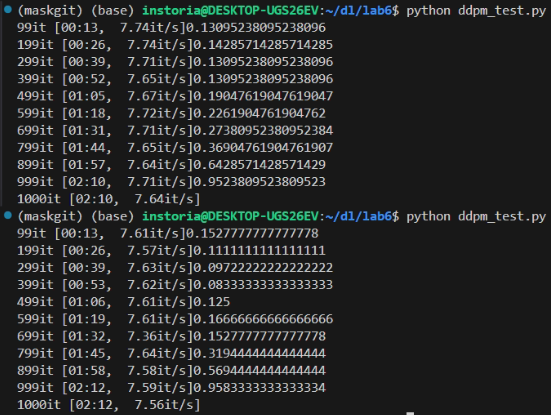 (maskgit) (base) instoria@DESKTOP-UGS26EV:~/dl/lab6$ python ddpm_test.py
99it [00:13,  7.74it/s]0.13095238095238096
199it [00:26,  7.74it/s]0.14285714285714285
299it [00:39,  7.71it/s]0.13095238095238096
399it [00:52,  7.65it/s]0.13095238095238096
499it [01:05,  7.67it/s]0.19047619047619047
599it [01:18,  7.72it/s]0.2261904761904762
699it [01:31,  7.71it/s]0.27380952380952384
799it [01:44,  7.65it/s]0.36904761904761907
899it [01:57,  7.64it/s]0.6428571428571429
999it [02:10,  7.71it/s]0.9523809523809523
1000it [02:10,  7.64it/s]
(maskgit) (base) instoria@DESKTOP-UGS26EV:~/dl/lab6$ python ddpm_test.py
99it [00:13,  7.61it/s]0.1527777777777778
199it [00:26,  7.57it/s]0.1111111111111111
299it [00:39,  7.63it/s]0.09722222222222222
399it [00:53,  7.62it/s]0.08333333333333333
499it [01:06,  7.61it/s]0.125
599it [01:19,  7.61it/s]0.16666666666666666
699it [01:32,  7.36it/s]0.1527777777777778
799it [01:45,  7.64it/s]0.3194444444444444
899it [01:58,  7.58it/s]0.5694444444444444
999it [02:12,  7.59it/s]0.9583333333333334
1000it [02:12,  7.56it/s]